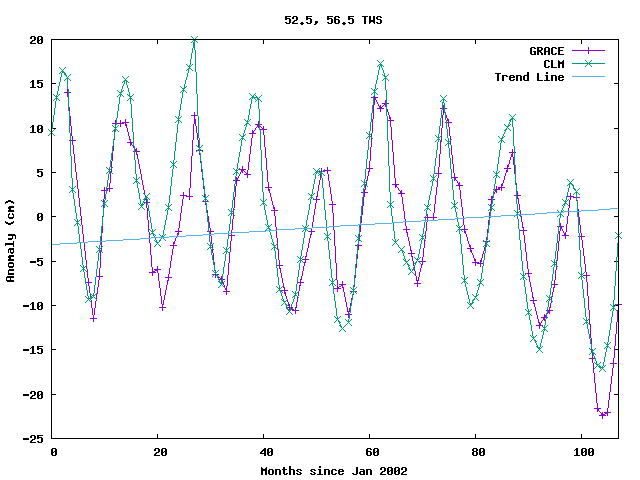 52.5, 56.5 TWS
GRACE
CLM
Trend Line
20
15
10
5
0
-5
-10
-15
-20
-25
Anomaly (cm)
0 20 40 60 80 100
Months since Jan 2002